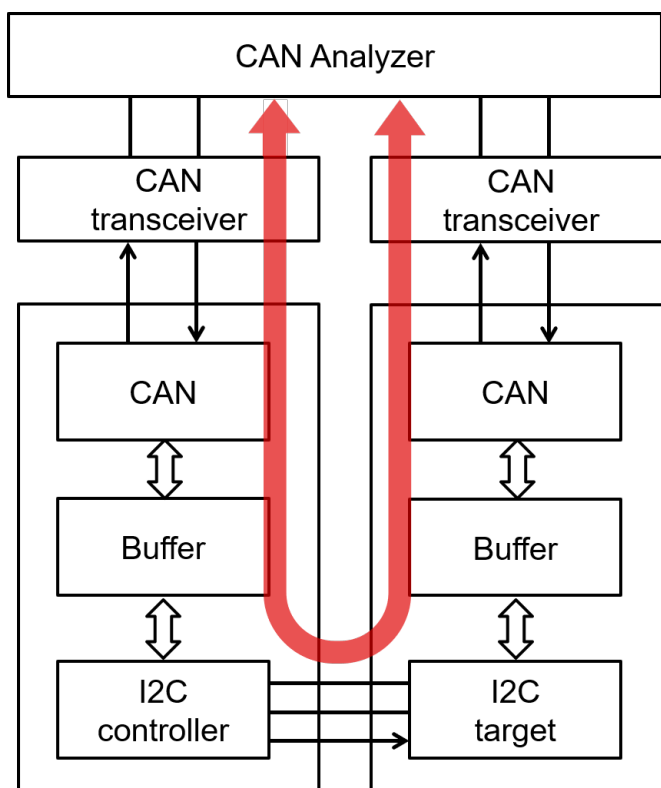 CAN Analyzer
CAN
transceiver
CAN
transceiver
CAN
CAN
Buffer
Buffer
I2C
controller
I2C
target